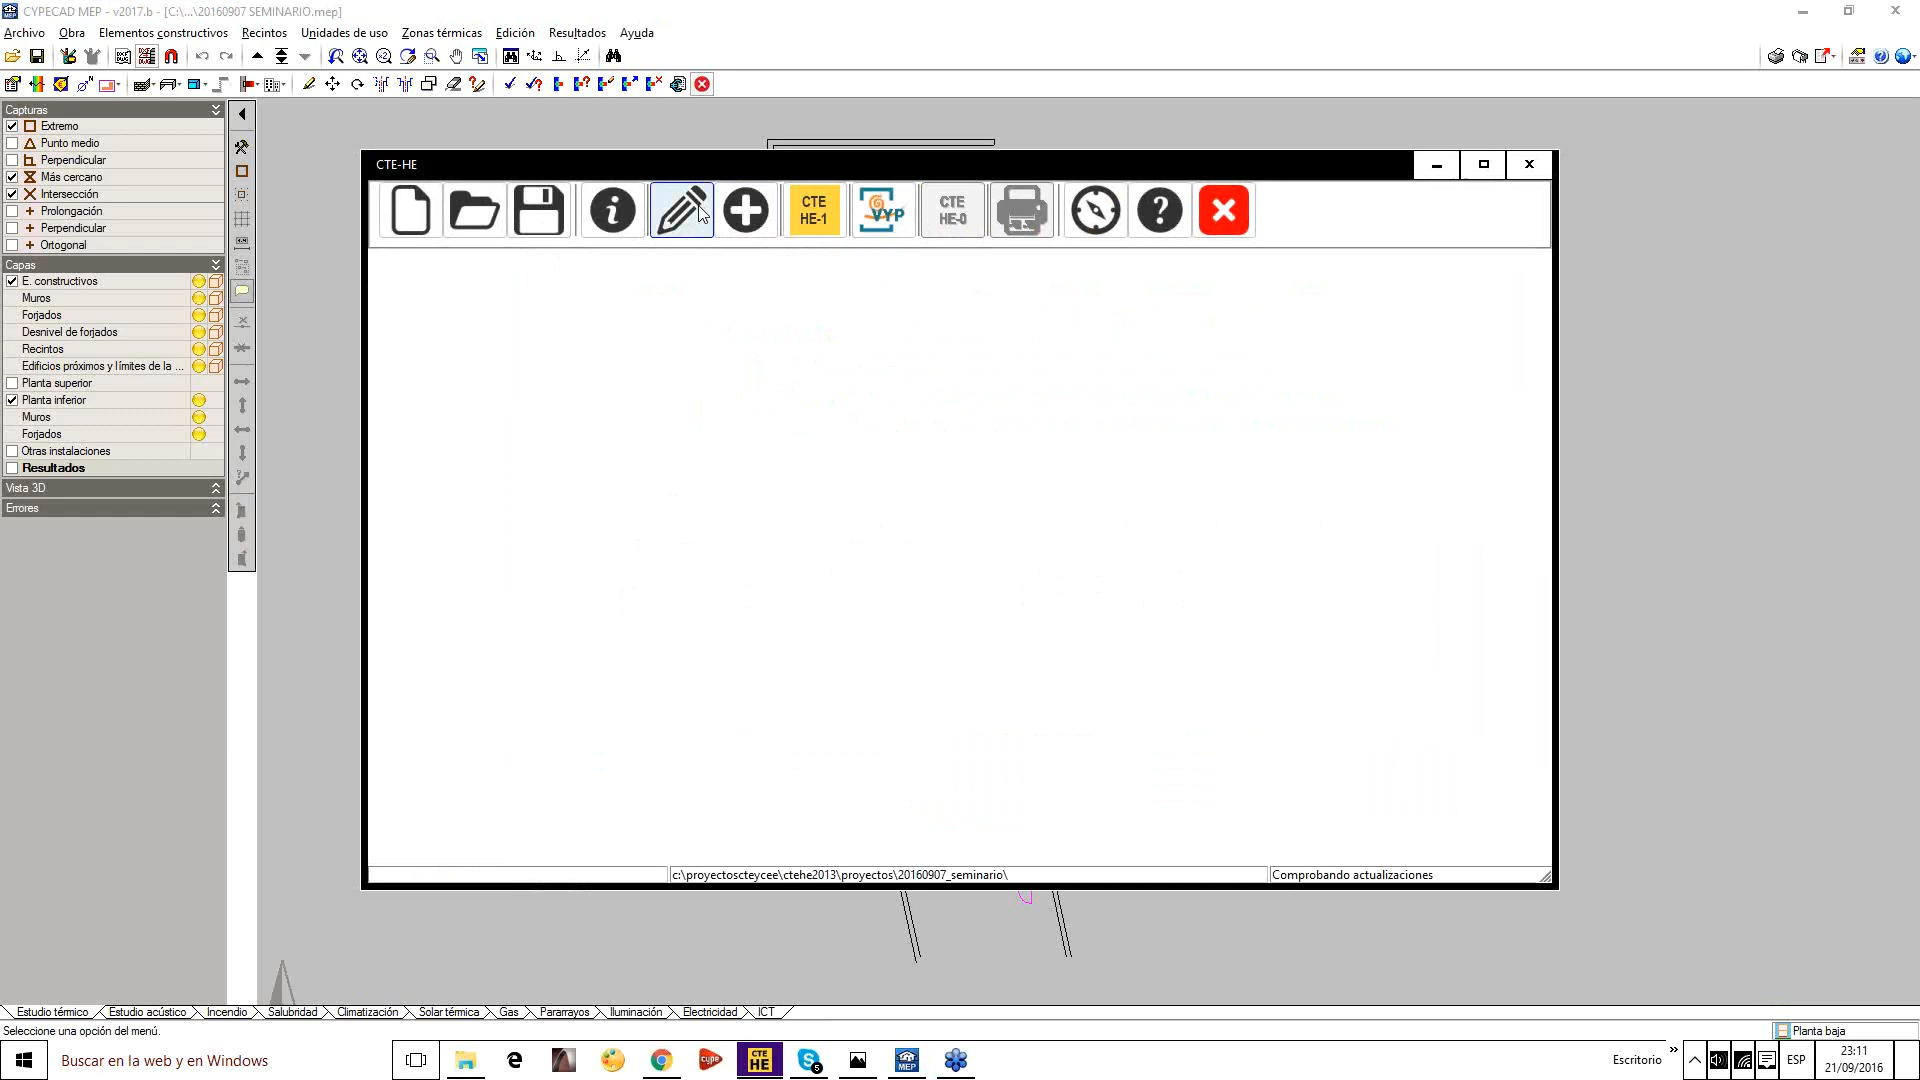 CYPECAD MEP - v2017.b - [C:\...\20160907 SEMINARIO.mep]
Archivo Obra Elementos constructivos Recintos Unidades de uso Zonas térmicas Edición Resultados Ayuda
Capturas
Extremo
Punto medio
Perpendicular
Más cercano
Intersección
Prolongación
Perpendicular
Ortogonal
Capas
E. constructivos
Muros
Forjados
Desnivel de forjados
Recintos
Edificios próximos y límites de la ...
Planta superior
Planta inferior
Muros
Forjados
Otras instalaciones
Resultados
Vista 3D
Errores
CTE-HE
CTE
HE-1
VYP
CTE
HE-0
c:\proyectoscteycee\ctehe2013\proyectos\20160907_seminario\
Comprobando actualizaciones
Estudio térmico Estudio acústico Incendio Salubridad Climatización Solar térmica Gas Pararrayos Iluminación Electricidad ICT
Seleccione una opción del menú.
Planta baja
Buscar en la web y en Windows
cype
CTE
HE
S
MEP
Escritorio
ESP
23:11
21/09/2016